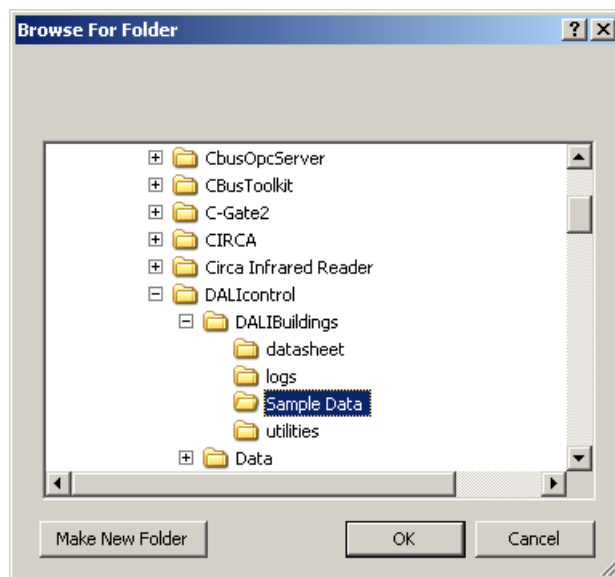 Browse For Folder
CbusOpcServer
CBusToolkit
C-Gate2
CIRCA
Circa Infrared Reader
DALIcontrol
DALIBuildings
datasheet
logs
Sample Data
utilities
Data
Make New Folder OK Cancel